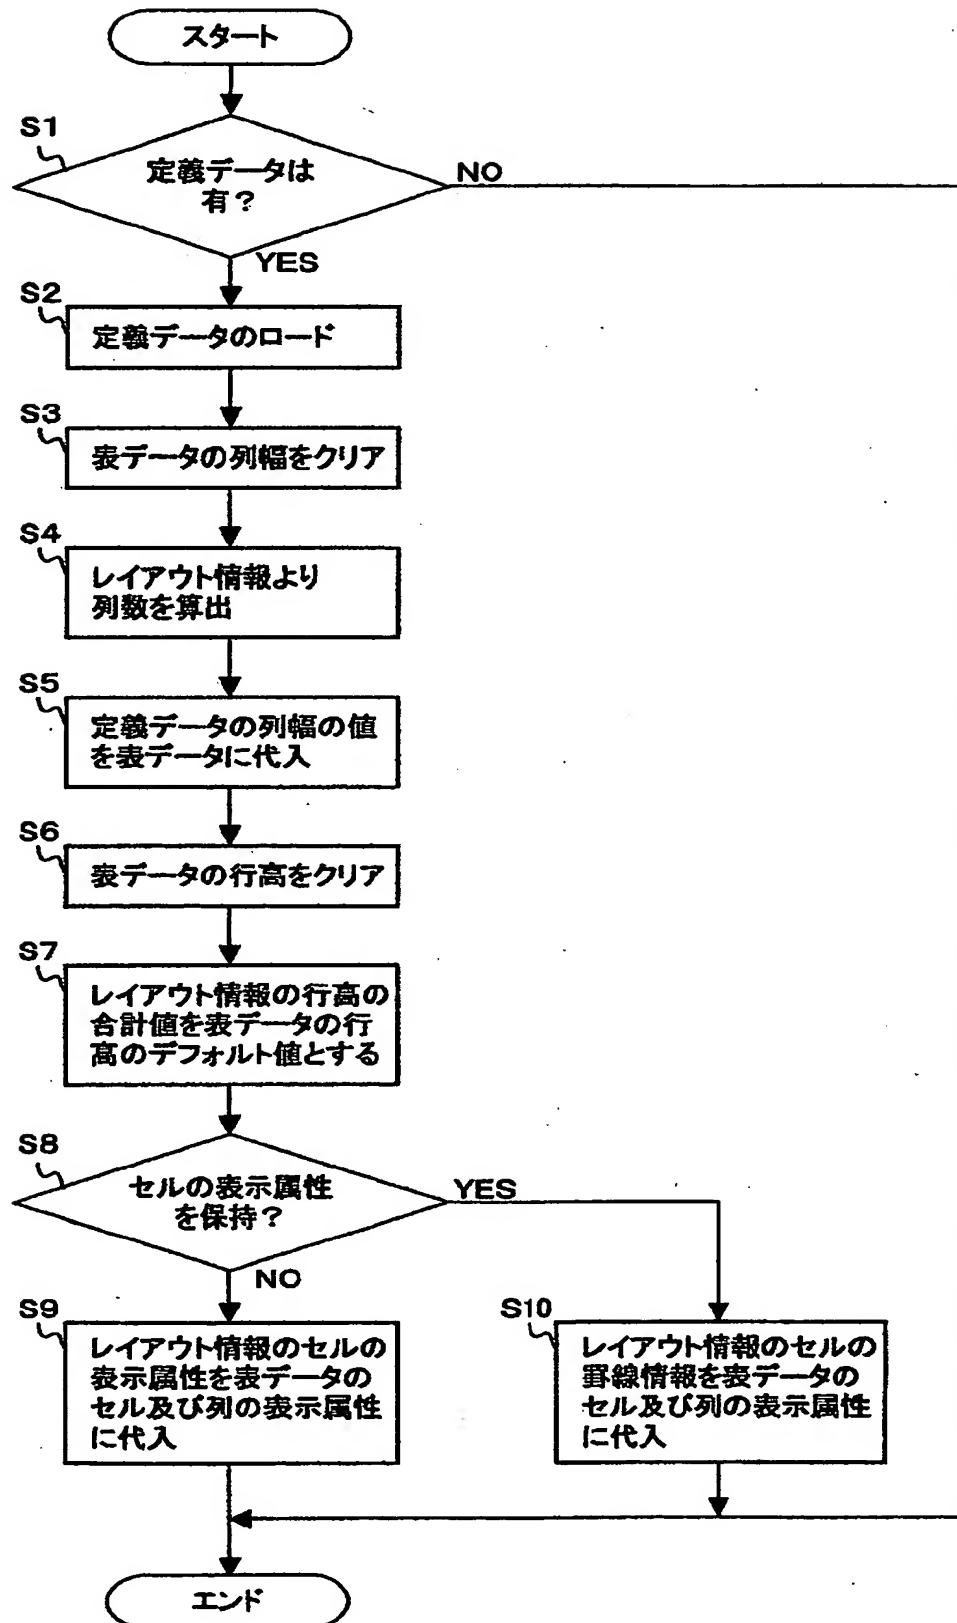 スタート
S1
定義データは
有?
NO
YES
S2
定義データのロード
S3
表データの列幅をクリア
S4
レイアウト情報より
列数を算出
S5
定義データの列幅の値
を表データに代入
S6
表データの行高をクリア
S7
レイアウト情報の行高の
合計値を表データの行
高のデフォルト値とする
S8
セルの表示属性
を保持?
YES
NO
S9
レイアウト情報のセルの
表示属性を表データの
セル及び列の表示属性
に代入
S10
レイアウト情報のセルの
罫線情報を表データの
セル及び列の表示属性
に代入
エンド